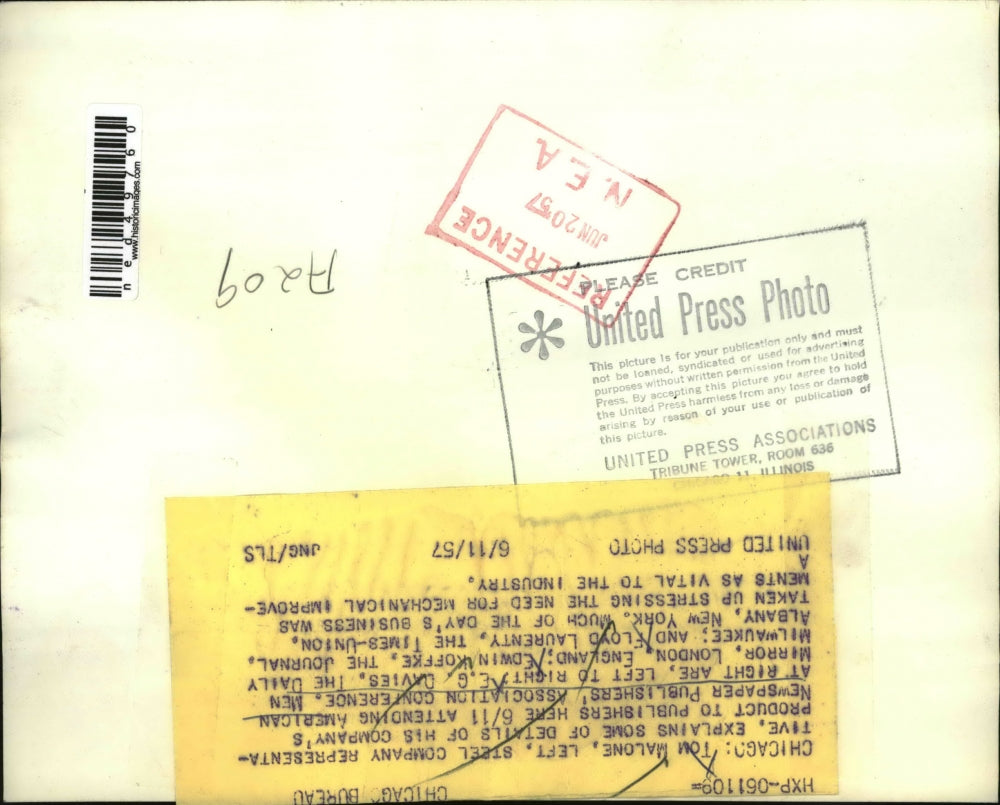 www.historicimages.com
ned49760
A209
REFERENCE
JUN 20 57
N.E.A.
PLEASE CREDIT
United Press Photo
This picture is for your publication only and must
not be loaned, syndicated or used for advertising
purposes without written permission from the United
Press. By accepting this picture you agree to hold
the United Press harmless from any loss or damage
arising by reason of your use or publication of
this picture.
UNITED PRESS ASSOCIATIONS
TRIBUNE TOWER, ROOM 636
CHICAGO 11, ILLINOIS
HXP-061109= CHICAGO BUREAU
CHICAGO: TOM MALONE, LEFT, STEEL COMPANY REPRESENTA-
TIVE, EXPLAINS SOME OF DETAILS OF HIS COMPANY'S
PRODUCT TO PUBLISHERS HERE 6/11 ATTENDING AMERICAN
NEWSPAPER PUBLISHERS' ASSOCIATION CONFERENCE. MEN
AT RIGHT ARE, LEFT TO RIGHT: E.G. DAVIES, THE DAILY
MIRROR, LONDON, ENGLAND; EDWIN KOFFKE, THE JOURNAL,
MILWAUKEE; AND FLOYD LAURENTY, THE TIMES-UNION,
ALBANY, NEW YORK. MUCH OF THE DAY'S BUSINESS WAS
TAKEN UP STRESSING THE NEED FOR MECHANICAL IMPROVE-
MENTS AS VITAL TO THE INDUSTRY.
A
UNITED PRESS PHOTO 6/11/57 JNG/TLS